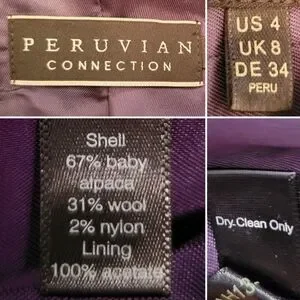 PERUVIAN
CONNECTION
US 4
UK 8
DE 34
PERU
Shell
67% baby
alpaca
31% wool
2% nylon
Lining
100% acetate
Dry Clean Only